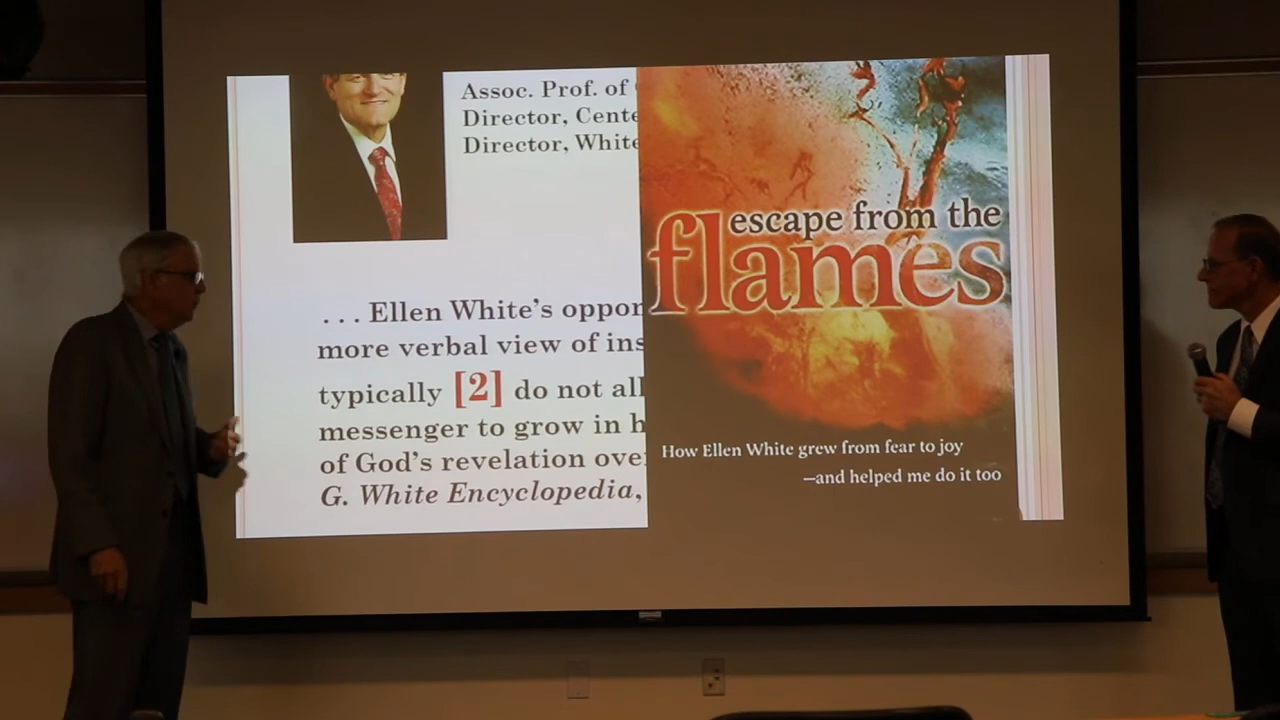 Assoc. Prof. of
Director, Cente
Director, White
. . . Ellen White's oppon
more verbal view of ins
typically [2] do not all
messenger to grow in h
of God's revelation ove
G. White Encyclopedia,
escape from the
flames
How Ellen White grew from fear to joy
—and helped me do it too